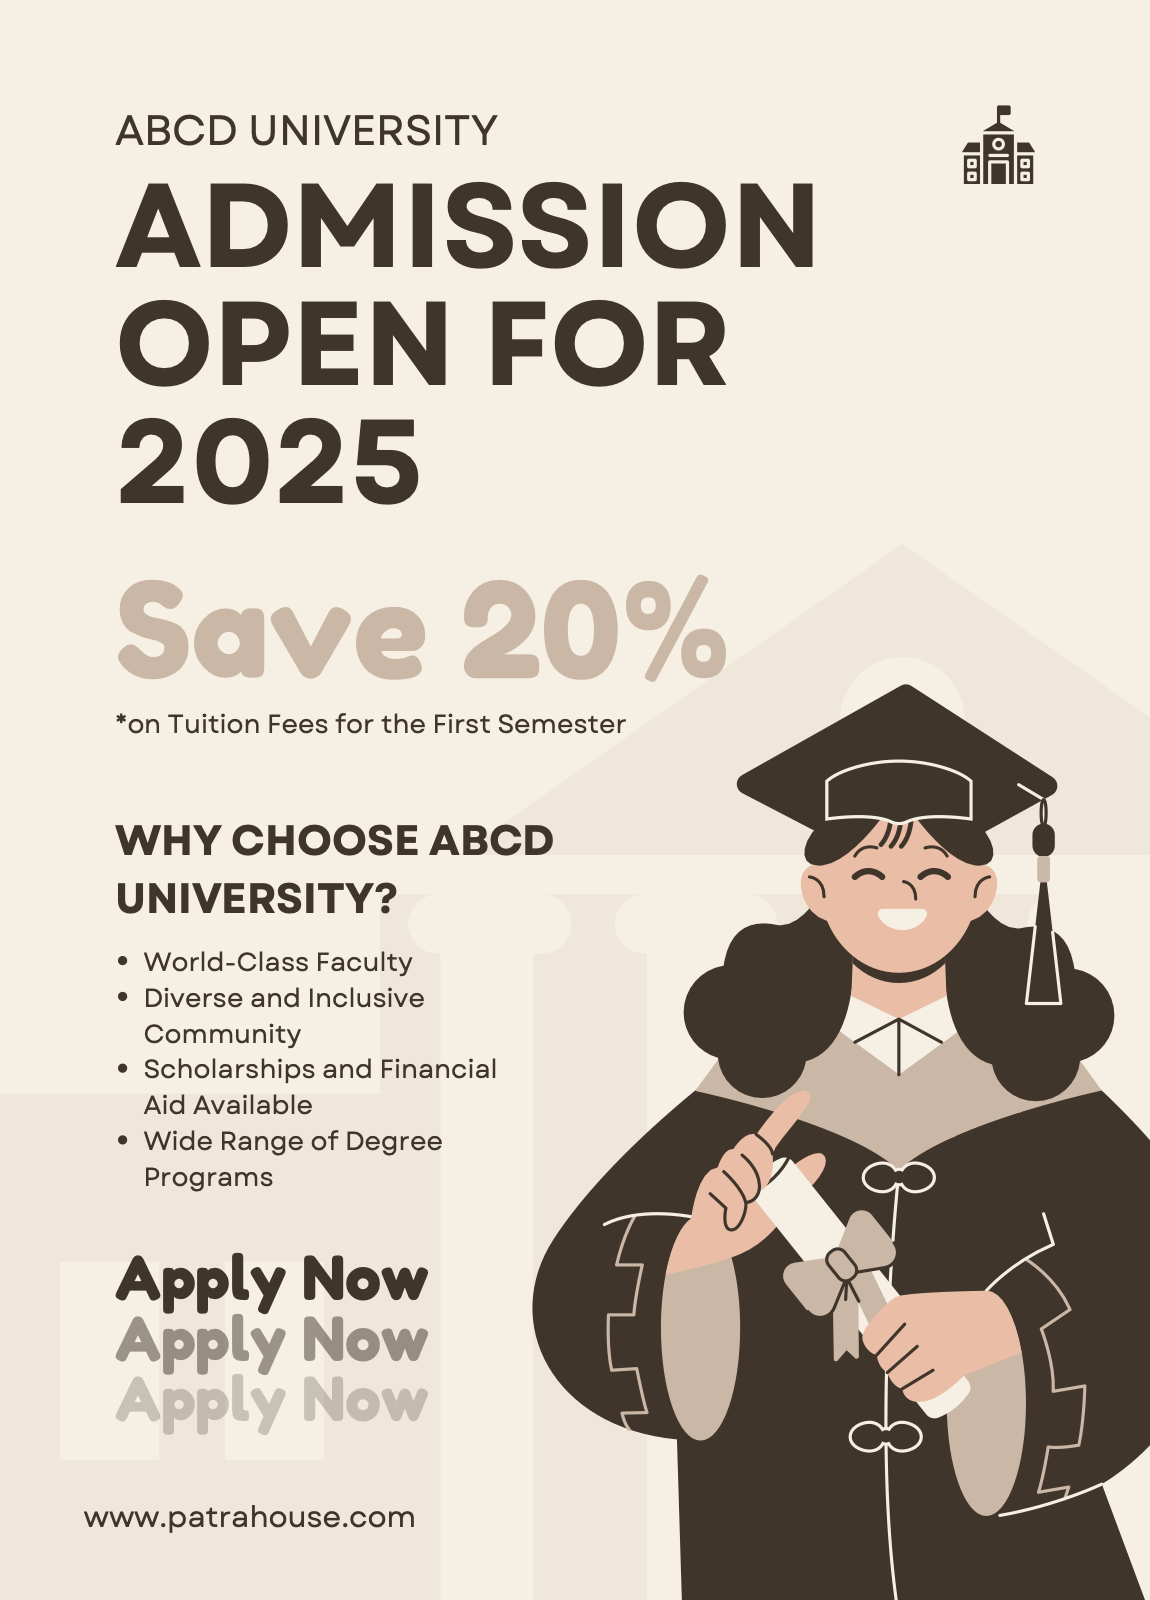 ABCD UNIVERSITY
ADMISSION
OPEN FOR
2025
Save 20%
*on Tuition Fees for the First Semester
WHY CHOOSE ABCD
UNIVERSITY?
• World-Class Faculty
• Diverse and Inclusive
Community
• Scholarships and Financial
Aid Available
• Wide Range of Degree
Programs
Apply Now
Apply Now
Apply Now
www.patrahouse.com